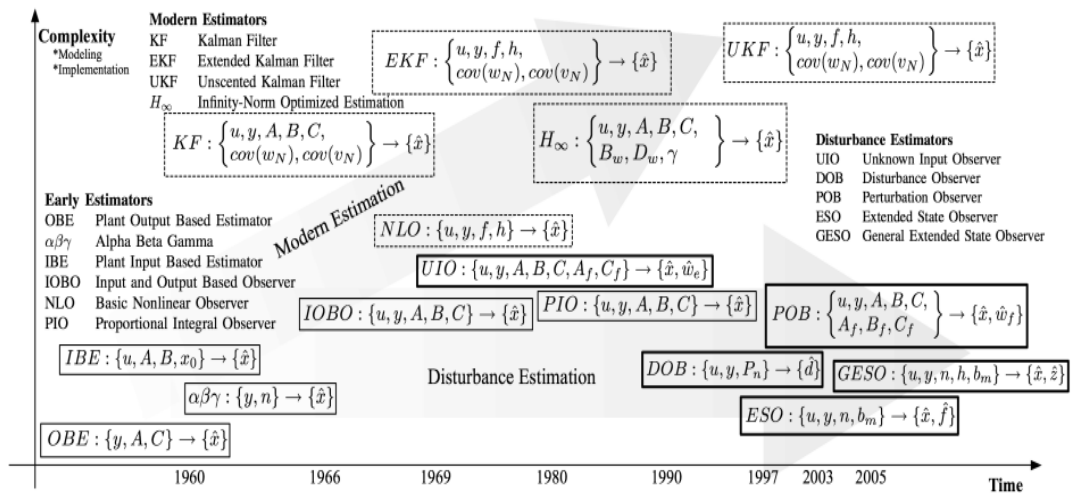 Complexity
*Modeling
*Implementation
Modern Estimators
KF Kalman Filter
EKF Extended Kalman Filter
UKF Unscented Kalman Filter
H∞ Infinity-Norm Optimized Estimation
EKF : {u, y, f, h,
cov(w_N), cov(v_N)} → {x̂}
UKF : {u, y, f, h,
cov(w_N), cov(v_N)} → {x̂}
KF : {u, y, A, B, C,
cov(w_N), cov(v_N)} → {x̂}
H∞ : {u, y, A, B, C,
B_w, D_w, γ} → {x̂}
Disturbance Estimators
UIO Unknown Input Observer
DOB Disturbance Observer
POB Perturbation Observer
ESO Extended State Observer
GESO General Extended State Observer
Early Estimators
OBE Plant Output Based Estimator
αβγ Alpha Beta Gamma
IBE Plant Input Based Estimator
IOBO Input and Output Based Observer
NLO Basic Nonlinear Observer
PIO Proportional Integral Observer
Modern Estimation
NLO : {u, y, f, h} → {x̂}
UIO : {u, y, A, B, C, A_f, C_f} → {x̂, ŵ_e}
IOBO : {u, y, A, B, C} → {x̂}
PIO : {u, y, A, B, C} → {x̂}
POB : {u, y, A, B, C,
A_f, B_f, C_f} → {x̂, ŵ_f}
IBE : {u, A, B, x_0} → {x̂}
Disturbance Estimation
DOB : {u, y, P_n} → {d̂}
GESO : {u, y, n, h, b_m} → {x̂, ẑ}
αβγ : {y, n} → {x̂}
ESO : {u, y, n, b_m} → {x̂, f̂}
OBE : {y, A, C} → {x̂}
1960 1966 1969 1980 1990 1997 2003 2005
Time